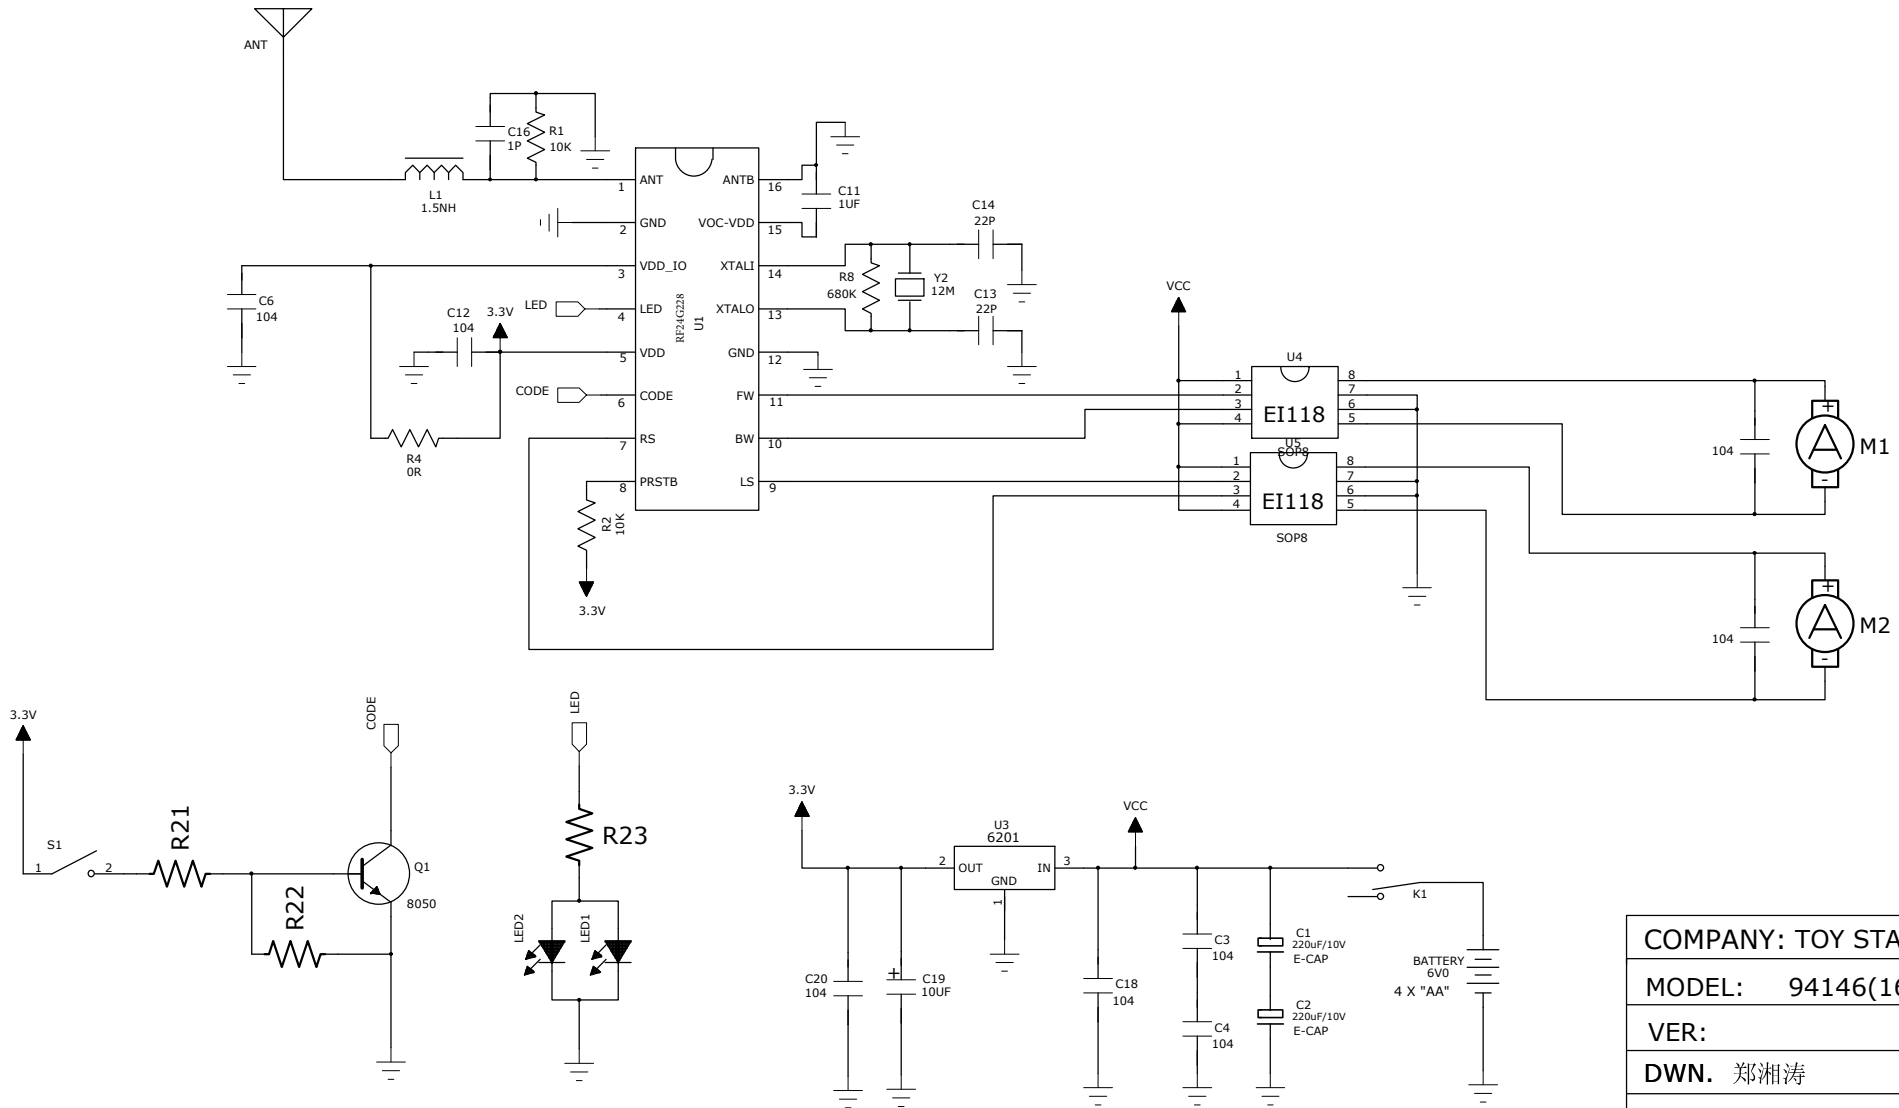 ANT
C16
1P
R1
10K
L1
1.5NH
1 ANT
2 GND
3 VDD_IO
4 LED
5 VDD
6 CODE
7 RS
8 PRSTB
RF24G228
U1
ANTB 16
VOC-VDD 15
XTALI 14
XTALO 13
GND 12
FW 11
BW 10
LS 9
C11
1UF
C14
22P
R8
680K
Y2
12M
C13
22P
C6
104
LED
C12
104
3.3V
CODE
R4
0R
R2
10K
3.3V
VCC
U4
1 8
2 7
3 6
4 5
EI118
SOP8
U5
1 8
2 7
3 6
4 5
EI118
SOP8
104
+
A
-
M1
104
+
A
-
M2
3.3V
S1
1 2
R21
R22
CODE
Q1
8050
LED
R23
LED2
LED1
3.3V
U3
6201
2 OUT
IN 3
GND
1
VCC
C20
104
+
C19
10UF
C18
104
C3
104
C4
104
C1
220uF/10V
E-CAP
C2
220uF/10V
E-CAP
K1
BATTERY
6V0
4 X "AA"
COMPANY: TOY STA
MODEL: 94146(16
VER:
DWN. 郑湘涛